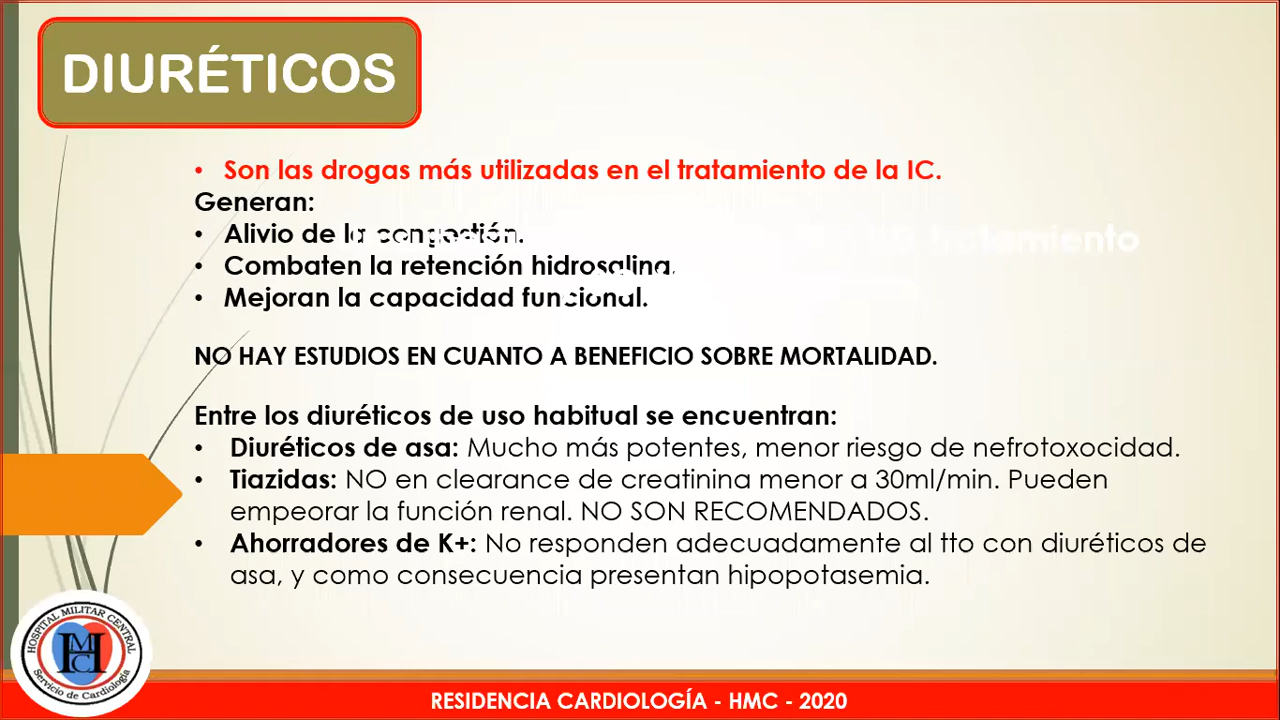 DIURÉTICOS
• Son las drogas más utilizadas en el tratamiento de la IC.
Generan:
• Alivio de la congestión.
tratamiento
• Combaten la retención hidrosalina.
• Mejoran la capacidad funcional.
NO HAY ESTUDIOS EN CUANTO A BENEFICIO SOBRE MORTALIDAD.
Entre los diuréticos de uso habitual se encuentran:
• Diuréticos de asa: Mucho más potentes, menor riesgo de nefrotoxocidad.
• Tiazidas: NO en clearance de creatinina menor a 30ml/min. Pueden
empeorar la función renal. NO SON RECOMENDADOS.
• Ahorradores de K+: No responden adecuadamente al tto con diuréticos de
asa, y como consecuencia presentan hipopotasemia.
HOSPITAL MILITAR CENTRAL
HMC
Servicio de Cardiología
RESIDENCIA CARDIOLOGÍA - HMC - 2020